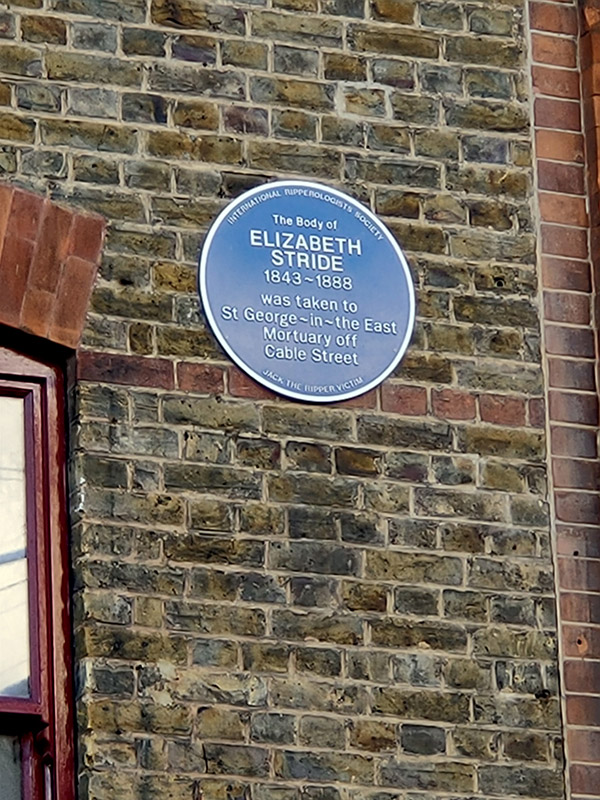 INTERNATIONAL RIPPEROLOGISTS SOCIETY
The Body of
ELIZABETH
STRIDE
1843~1888
was taken to
St George~in~the East
Mortuary off
Cable Street
JACK THE RIPPER VICTIM